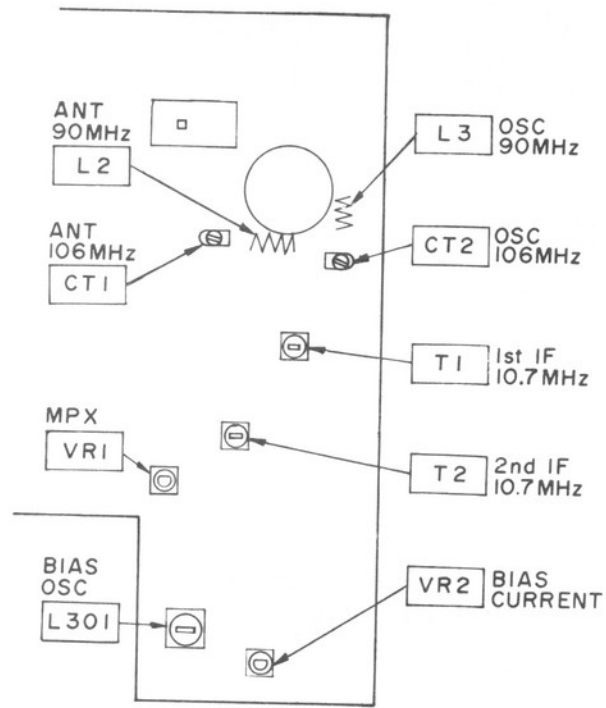 ANT
90MHz
L2
L3
OSC
90MHz
ANT
106MHz
CT1
CT2
OSC
106MHz
T1
1st IF
10.7MHz
MPX
VR1
T2
2nd IF
10.7MHz
BIAS
OSC
L301
VR2
BIAS
CURRENT